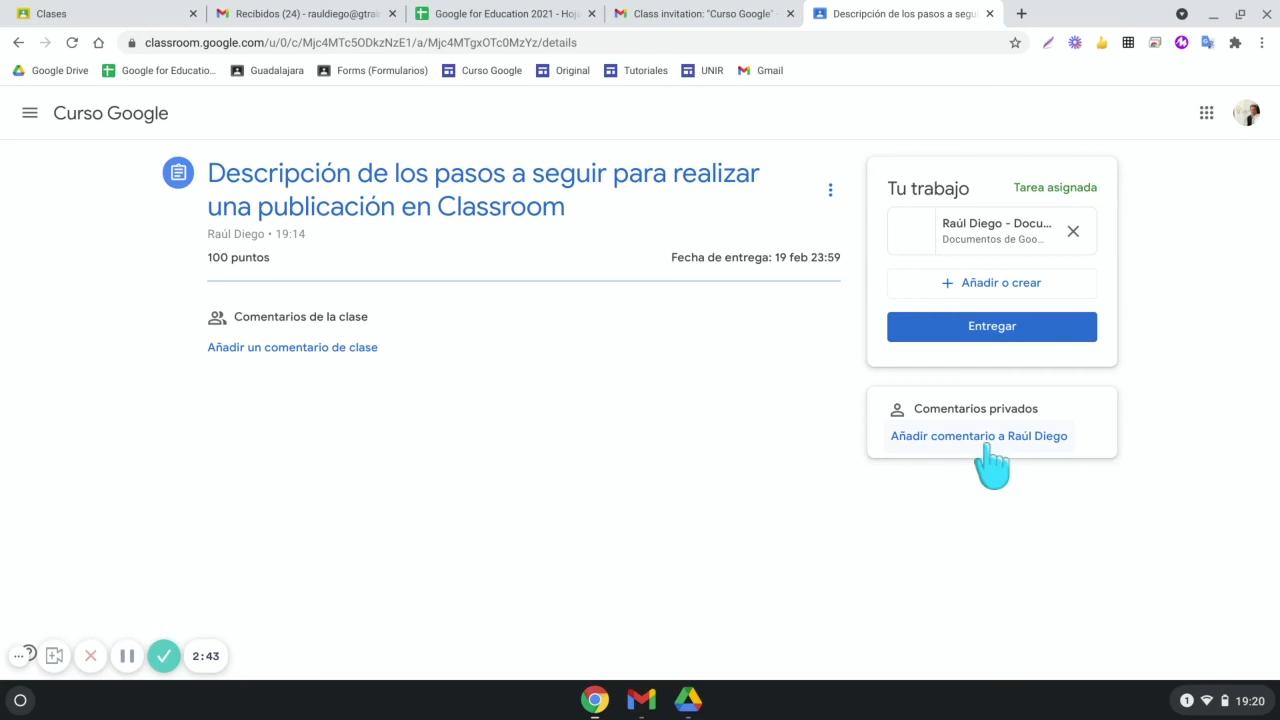 Clases
Recibidos (24) - rauldiego@gtrai
Google for Education 2021 - Hoj
Class invitation: "Curso Google" -
Descripción de los pasos a segu
classroom.google.com/u/0/c/Mjc4MTc5ODkzNzE1/a/Mjc4MTgxOTc0MzYz/details
Google Drive
Google for Educatio...
Guadalajara
Forms (Formularios)
Curso Google
Original
Tutoriales
UNIR
Gmail
Curso Google
Descripción de los pasos a seguir para realizar
una publicación en Classroom
Raúl Diego • 19:14
100 puntos
Fecha de entrega: 19 feb 23:59
Comentarios de la clase
Añadir un comentario de clase
Tu trabajo
Tarea asignada
Raúl Diego - Docu...
Documentos de Goo...
+ Añadir o crear
Entregar
Comentarios privados
Añadir comentario a Raúl Diego
2:43
1
19:20